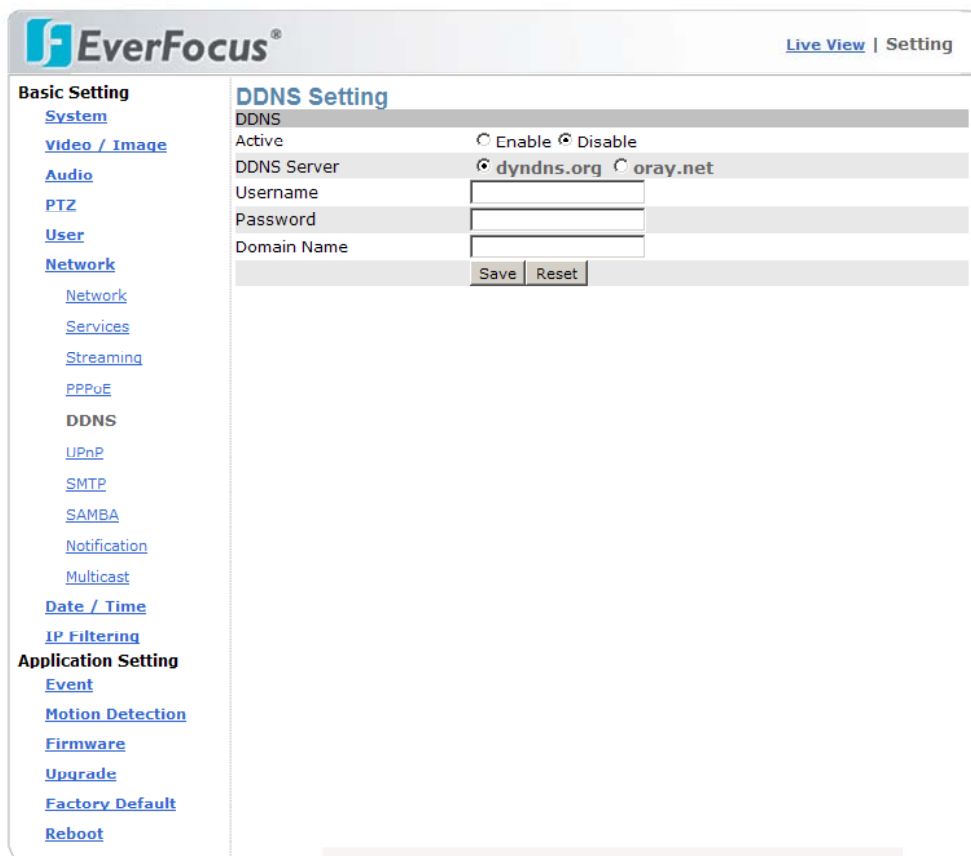 EverFocus®
Live View | Setting
Basic Setting
System
Video / Image
Audio
PTZ
User
Network
Network
Services
Streaming
PPPoE
DDNS
UPnP
SMTP
SAMBA
Notification
Multicast
Date / Time
IP Filtering
Application Setting
Event
Motion Detection
Firmware
Upgrade
Factory Default
Reboot
DDNS Setting
DDNS
Active Enable Disable
DDNS Server dyndns.org oray.net
Username
Password
Domain Name
Save Reset